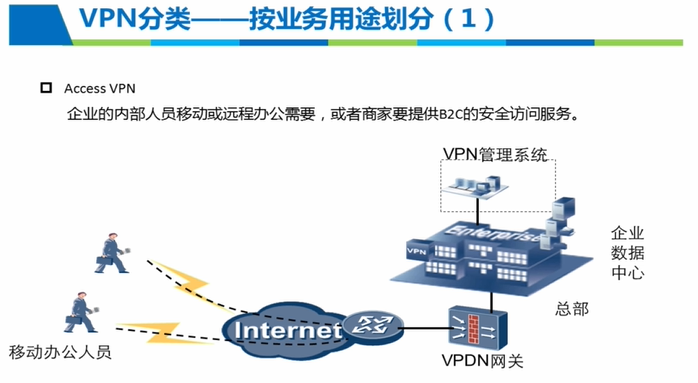 VPN分类——按业务用途划分（1）
Access VPN
企业的内部人员移动或远程办公需要，或者商家要提供B2C的安全访问服务。
VPN管理系统
Enterprise
VPN
企业
数据
中心
总部
Internet
移动办公人员
VPDN网关